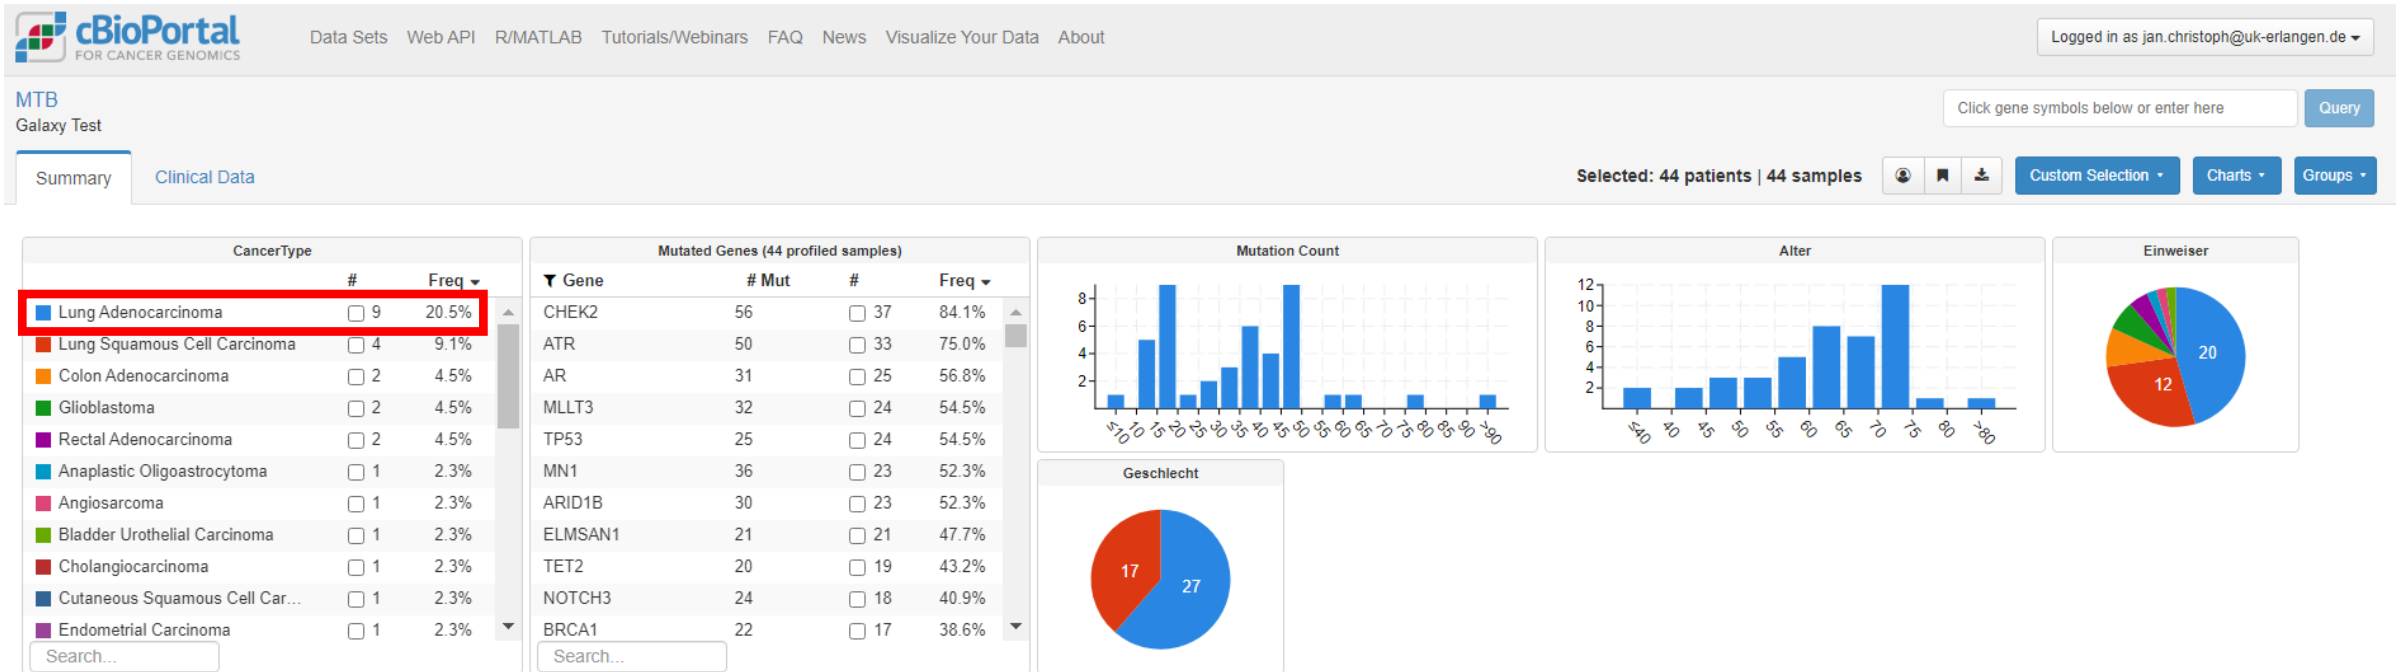 cBioPortal
FOR CANCER GENOMICS
Data Sets Web API R/MATLAB Tutorials/Webinars FAQ News Visualize Your Data About
Logged in as jan.christoph@uk-erlangen.de
MTB
Galaxy Test
Click gene symbols below or enter here
Query
Summary
Clinical Data
Selected: 44 patients | 44 samples
Custom Selection
Charts
Groups
CancerType
# Freq
Lung Adenocarcinoma 9 20.5%
Lung Squamous Cell Carcinoma 4 9.1%
Colon Adenocarcinoma 2 4.5%
Glioblastoma 2 4.5%
Rectal Adenocarcinoma 2 4.5%
Anaplastic Oligoastrocytoma 1 2.3%
Angiosarcoma 1 2.3%
Bladder Urothelial Carcinoma 1 2.3%
Cholangiocarcinoma 1 2.3%
Cutaneous Squamous Cell Car... 1 2.3%
Endometrial Carcinoma 1 2.3%
Search...
Mutated Genes (44 profiled samples)
Gene # Mut # Freq
CHEK2 56 37 84.1%
ATR 50 33 75.0%
AR 31 25 56.8%
MLLT3 32 24 54.5%
TP53 25 24 54.5%
MN1 36 23 52.3%
ARID1B 30 23 52.3%
ELMSAN1 21 21 47.7%
TET2 20 19 43.2%
NOTCH3 24 18 40.9%
BRCA1 22 17 38.6%
Search...
Mutation Count
8
6
4
2
≤10 10 15 20 25 30 35 40 45 50 55 60 65 70 75 80 85 90 >90
Alter
12
10
8
6
4
2
≤40 40 45 50 55 60 65 70 75 80 >80
Einweiser
20
12
Geschlecht
17
27